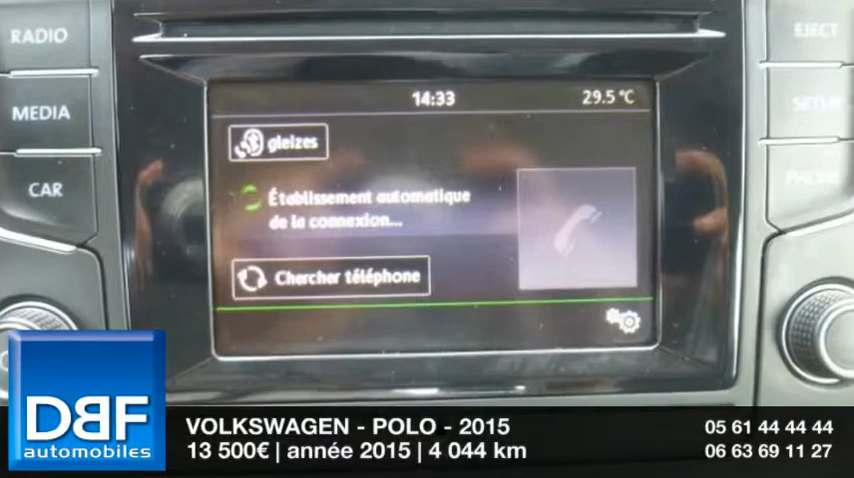 RADIO
EJECT
MEDIA
SETUP
CAR
PHONE
14:33
29.5 °C
gleizes
Établissement automatique
de la connexion...
Chercher téléphone
DBF
automobiles
VOLKSWAGEN - POLO - 2015
13 500€ | année 2015 | 4 044 km
05 61 44 44 44
06 63 69 11 27